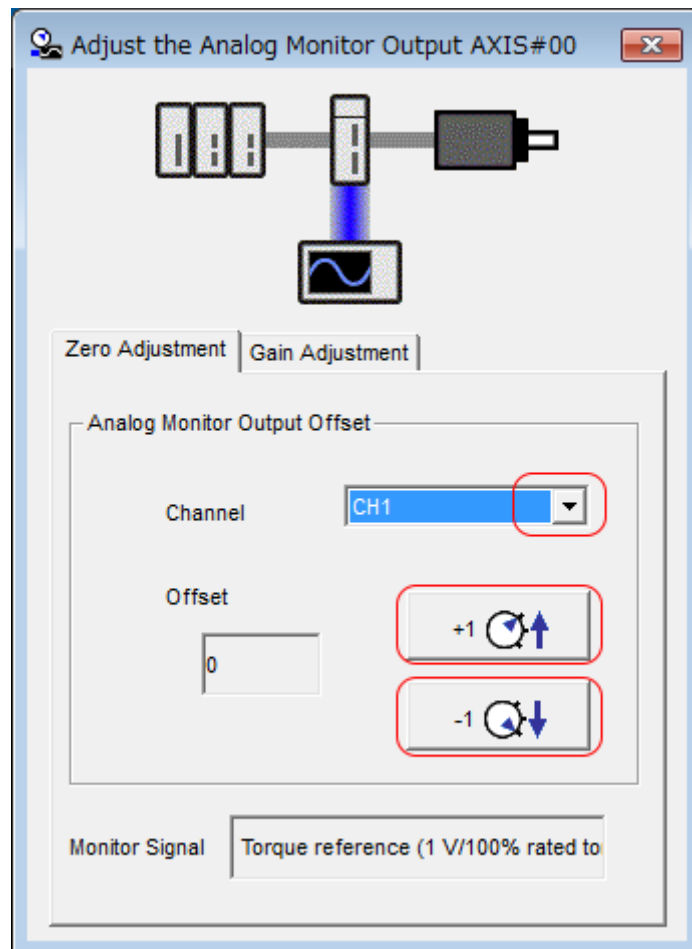 Adjust the Analog Monitor Output AXIS#00
Zero Adjustment Gain Adjustment
Analog Monitor Output Offset
Channel CH1
Offset
+1
0
-1
Monitor Signal Torque reference (1 V/100% rated